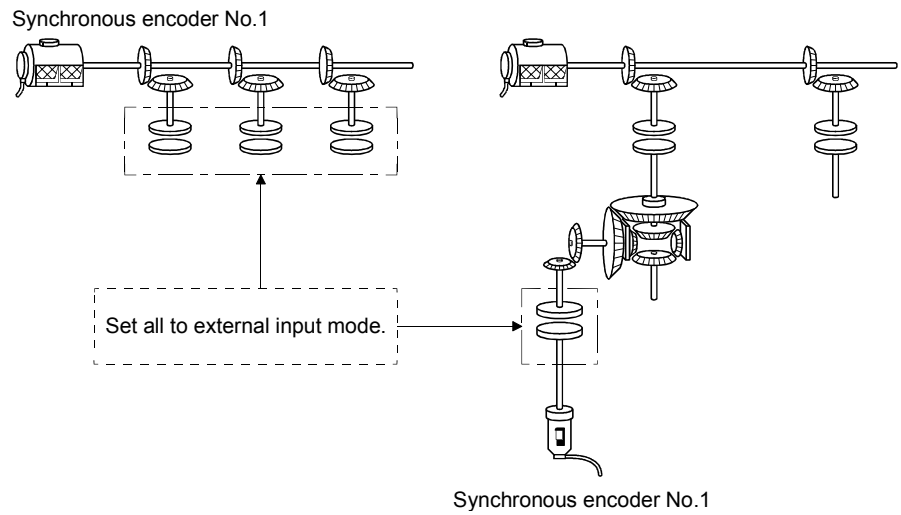 Synchronous encoder No.1
Set all to external input mode.
Synchronous encoder No.1